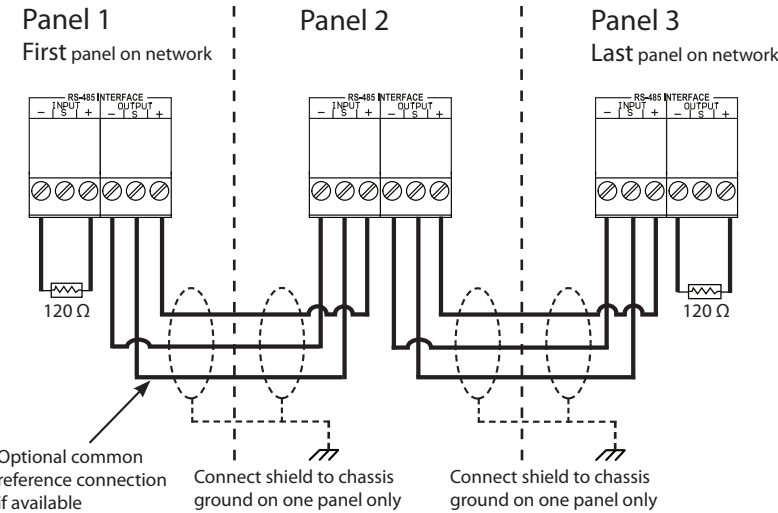 Panel 1
First panel on network
Panel 2
Panel 3
Last panel on network
RS-485 INTERFACE
INPUT OUTPUT
- S + - S +
RS-485 INTERFACE
INPUT OUTPUT
- S + - S +
RS-485 INTERFACE
INPUT OUTPUT
- S + - S +
120 Ω
120 Ω
Optional common
reference connection
if available
Connect shield to chassis
ground on one panel only
Connect shield to chassis
ground on one panel only